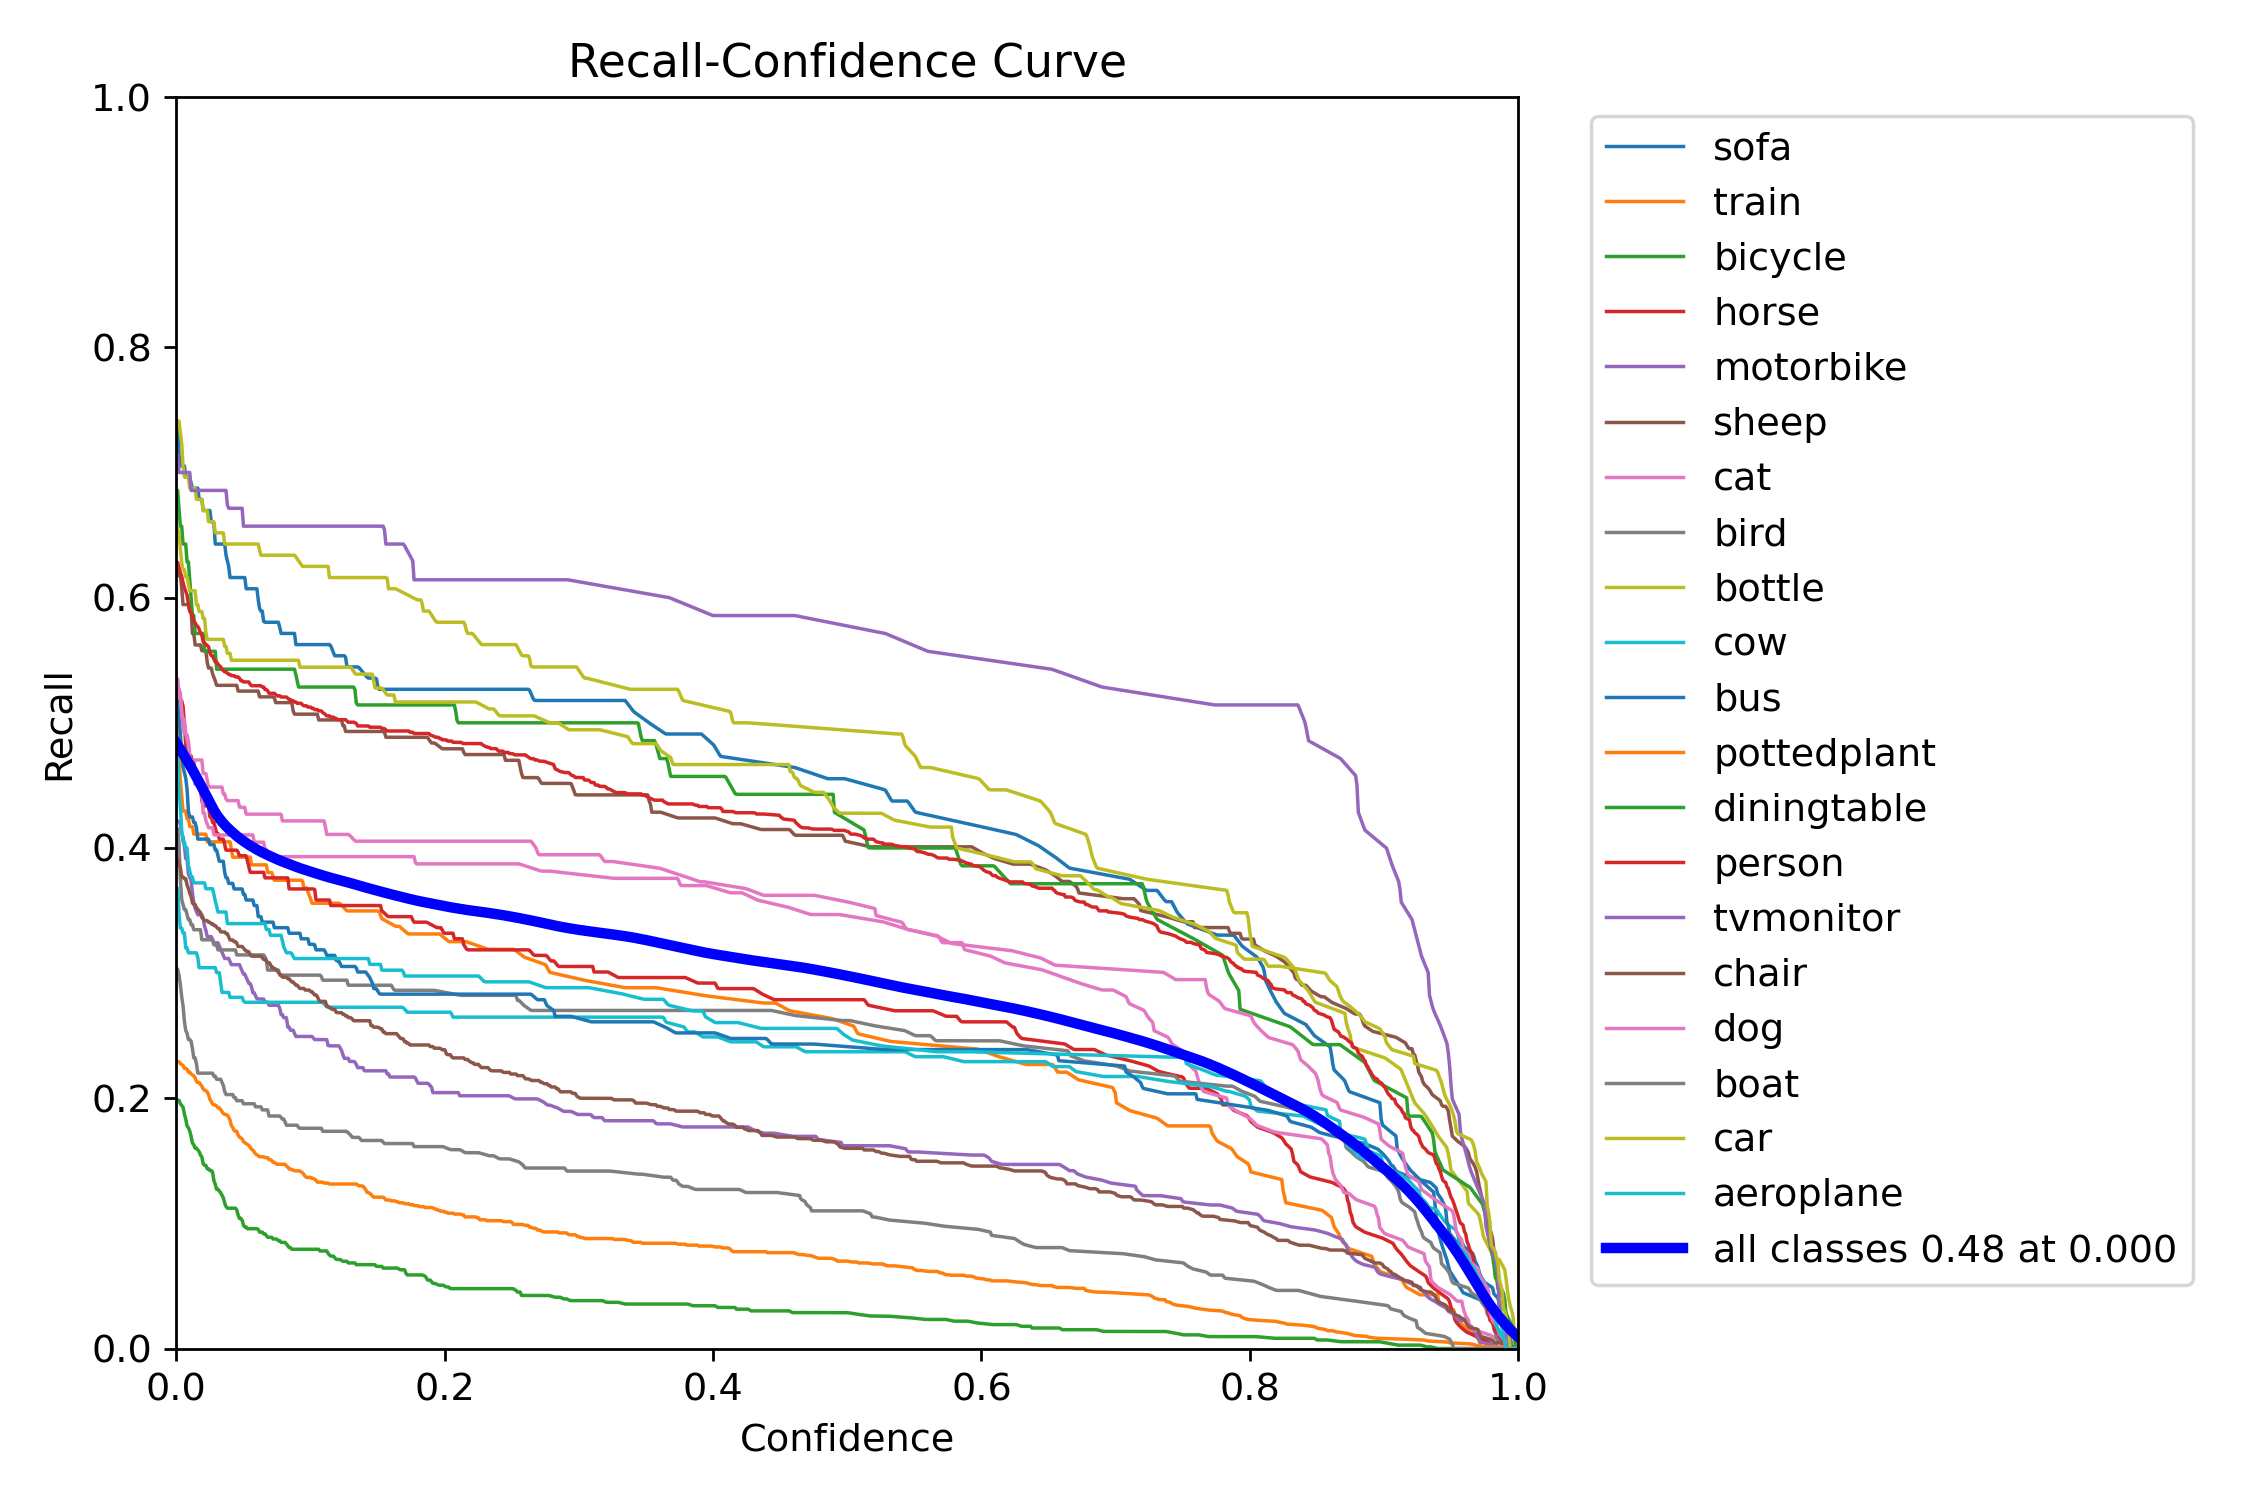 Recall-Confidence Curve
1.0
0.8
0.6
0.4
0.2
0.0
Recall
0.0 0.2 0.4 0.6 0.8 1.0
Confidence
sofa
train
bicycle
horse
motorbike
sheep
cat
bird
bottle
cow
bus
pottedplant
diningtable
person
tvmonitor
chair
dog
boat
car
aeroplane
all classes 0.48 at 0.000